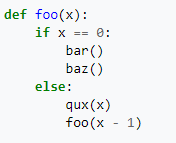 def foo(x):
    if x == 0:
        bar()
        baz()
    else:
        qux(x)
        foo(x - 1)